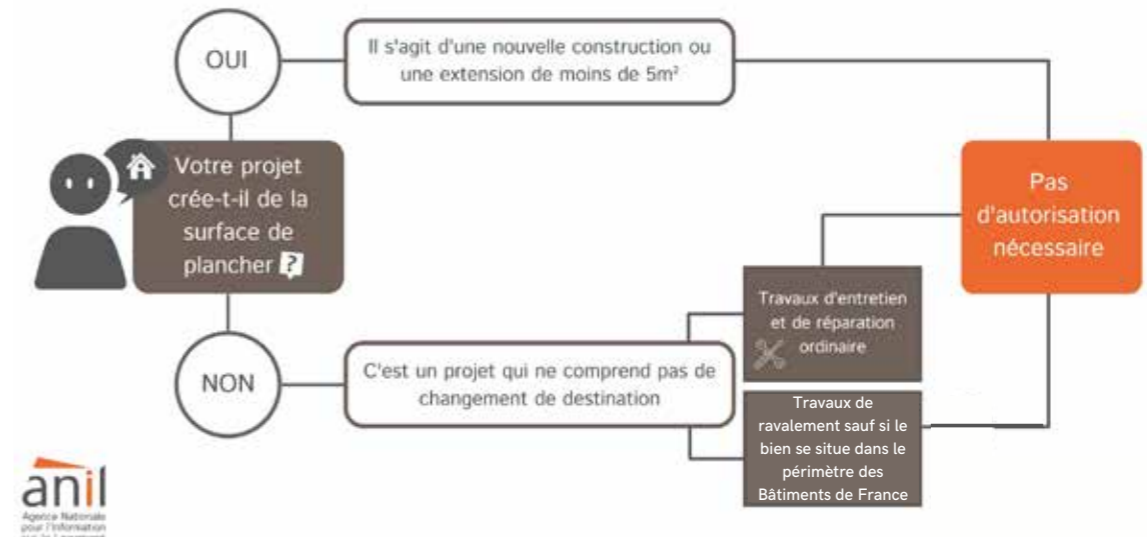 OUI
Il s'agit d'une nouvelle construction ou
une extension de moins de 5m²
Votre projet
crée-t-il de la
surface de
plancher ?
Pas
d'autorisation
nécessaire
Travaux d'entretien
et de réparation
ordinaire
NON
C'est un projet qui ne comprend pas de
changement de destination
Travaux de
ravalement sauf si le
bien se situe dans le
périmètre des
Bâtiments de France
anil
Agence Nationale
pour l'Information